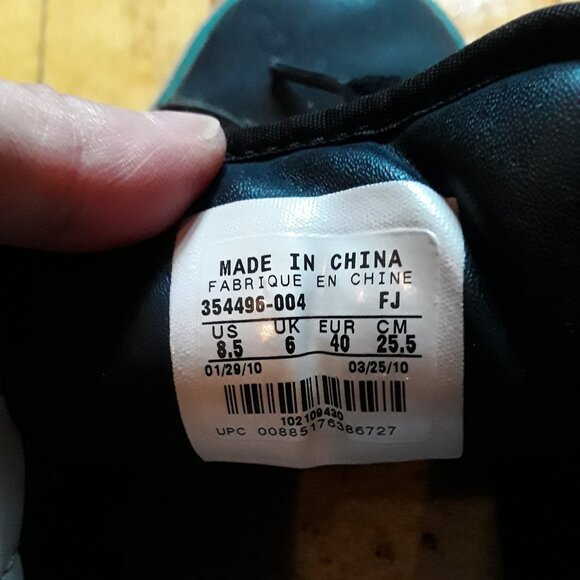 MADE IN CHINA
FABRIQUE EN CHINE
354496-004 FJ
US UK EUR CM
8.5 6 40 25.5
01/29/10 03/25/10
102109430
UPC 00885176386727